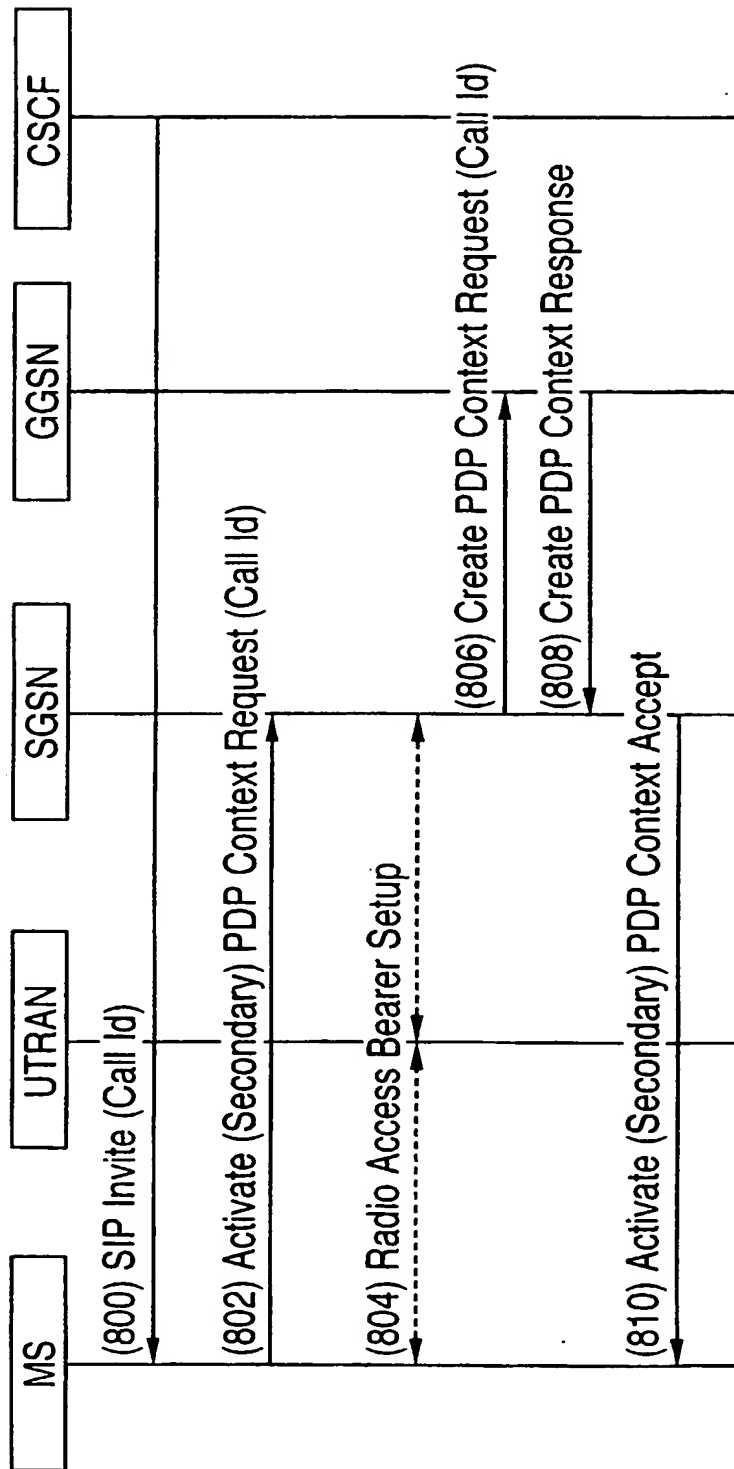 MS
UTRAN
SGSN
GGSN
CSCF
(800) SIP Invite (Call Id)
(802) Activate (Secondary) PDP Context Request (Call Id)
(804) Radio Access Bearer Setup
(806) Create PDP Context Request (Call Id)
(808) Create PDP Context Response
(810) Activate (Secondary) PDP Context Accept